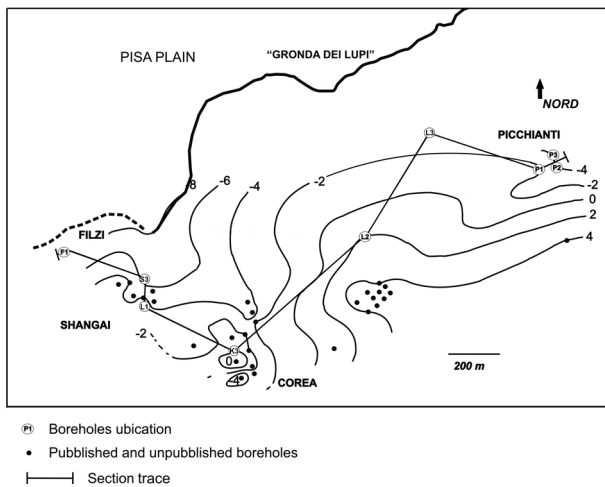 "GRONDA DEI LUPI"
PISA PLAIN
NORD
L3
PICCHIANTI
P3
P1
P2
-4
-2
0
2
4
-8
-6
-4
-2
FILZI
F1
S3
L2
L1
SHANGAI
-2
K3
0
-4
COREA
200 m
P1 Boreholes ubication
Pubblished and unpubblished boreholes
Section trace